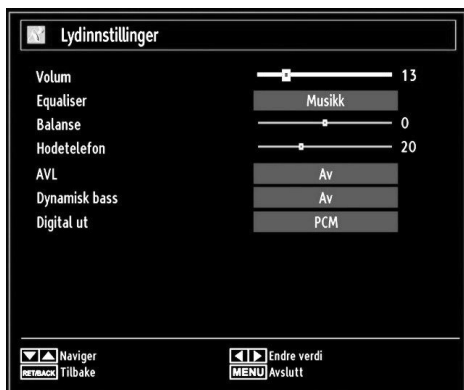 Lydinnstillinger
Volum 13
Equaliser Musikk
Balanse 0
Hodetelefon 20
AVL Av
Dynamisk bass Av
Digital ut PCM
Naviger Endre verdi
RET/BACK Tilbake MENU Avslutt